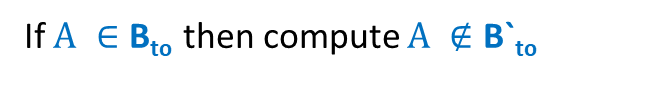 If A ∈ B_to then compute A ∉ B`_to